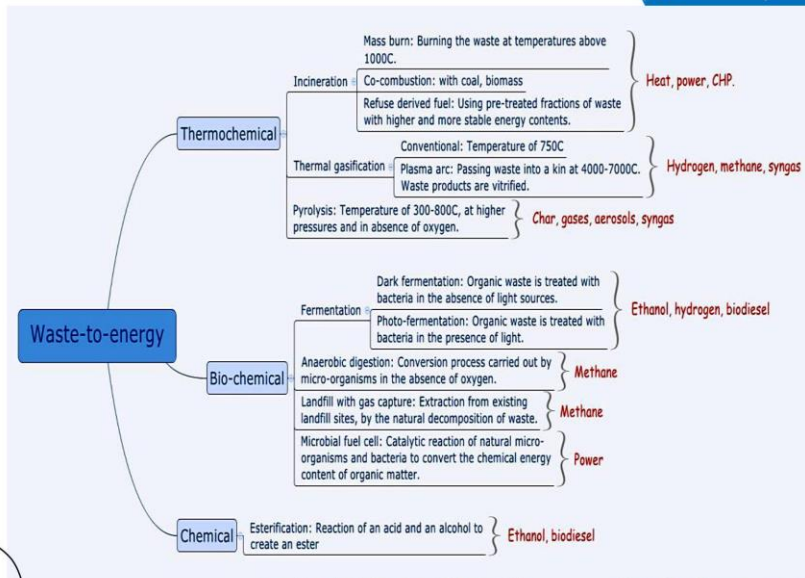 Mass burn: Burning the waste at temperatures above
1000C.
Incineration
Co-combustion: with coal, biomass
Heat, power, CHP.
Refuse derived fuel: Using pre-treated fractions of waste
with higher and more stable energy contents.
Thermochemical
Conventional: Temperature of 750C
Thermal gasification
Plasma arc: Passing waste into a kin at 4000-7000C.
Waste products are vitrified.
Hydrogen, methane, syngas
Pyrolysis: Temperature of 300-800C, at higher
pressures and in absence of oxygen.
Char, gases, aerosols, syngas
Waste-to-energy
Dark fermentation: Organic waste is treated with
bacteria in the absence of light sources.
Fermentation
Photo-fermentation: Organic waste is treated with
bacteria in the presence of light.
Ethanol, hydrogen, biodiesel
Bio-chemical
Anaerobic digestion: Conversion process carried out by
micro-organisms in the absence of oxygen.
Methane
Landfill with gas capture: Extraction from existing
landfill sites, by the natural decomposition of waste.
Methane
Microbial fuel cell: Catalytic reaction of natural micro-
organisms and bacteria to convert the chemical energy
content of organic matter.
Power
Chemical
Esterification: Reaction of an acid and an alcohol to
create an ester
Ethanol, biodiesel